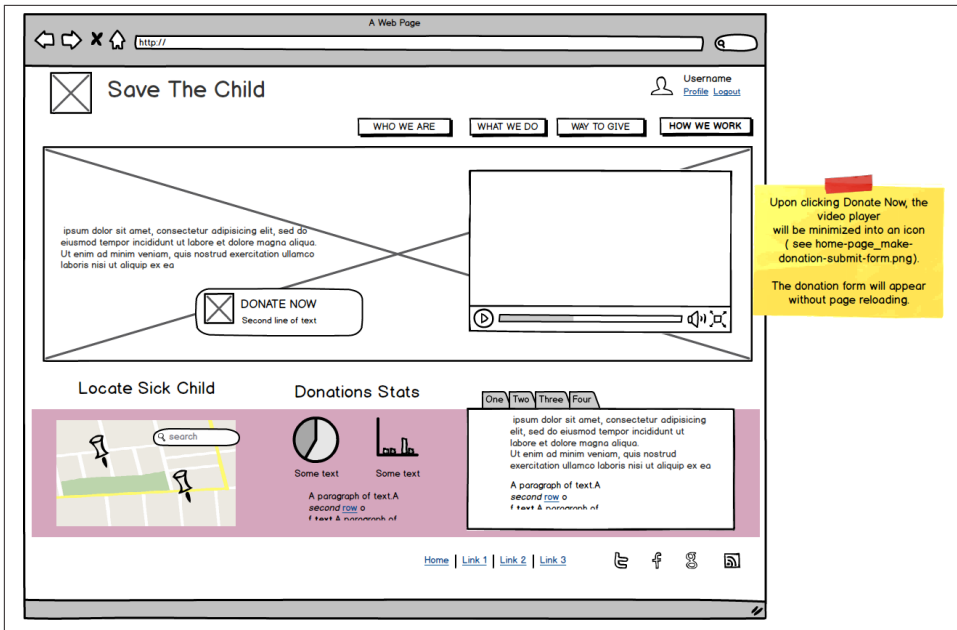 A Web Page
http://
Save The Child
Username
Profile Logout
WHO WE ARE
WHAT WE DO
WAY TO GIVE
HOW WE WORK
ipsum dolor sit amet, consectetur adipisicing elit, sed do
eiusmod tempor incididunt ut labore et dolore magna aliqua.
Ut enim ad minim veniam, quis nostrud exercitation ullamco
laboris nisi ut aliquip ex ea
DONATE NOW
Second line of text
Upon clicking Donate Now, the
video player
will be minimized into an icon
( see home-page_make-
donation-submit-form.png).
The donation form will appear
without page reloading.
Locate Sick Child
search
Donations Stats
Some text
Some text
A paragraph of text.A
second row o
f text.A paragraph of
One Two Three Four
ipsum dolor sit amet, consectetur adipisicing
elit, sed do eiusmod tempor incididunt ut
labore et dolore magna aliqua.
Ut enim ad minim veniam, quis nostrud
exercitation ullamco laboris nisi ut aliquip ex ea
A paragraph of text.A
second row o
f text.A paragraph of
Home | Link 1 | Link 2 | Link 3